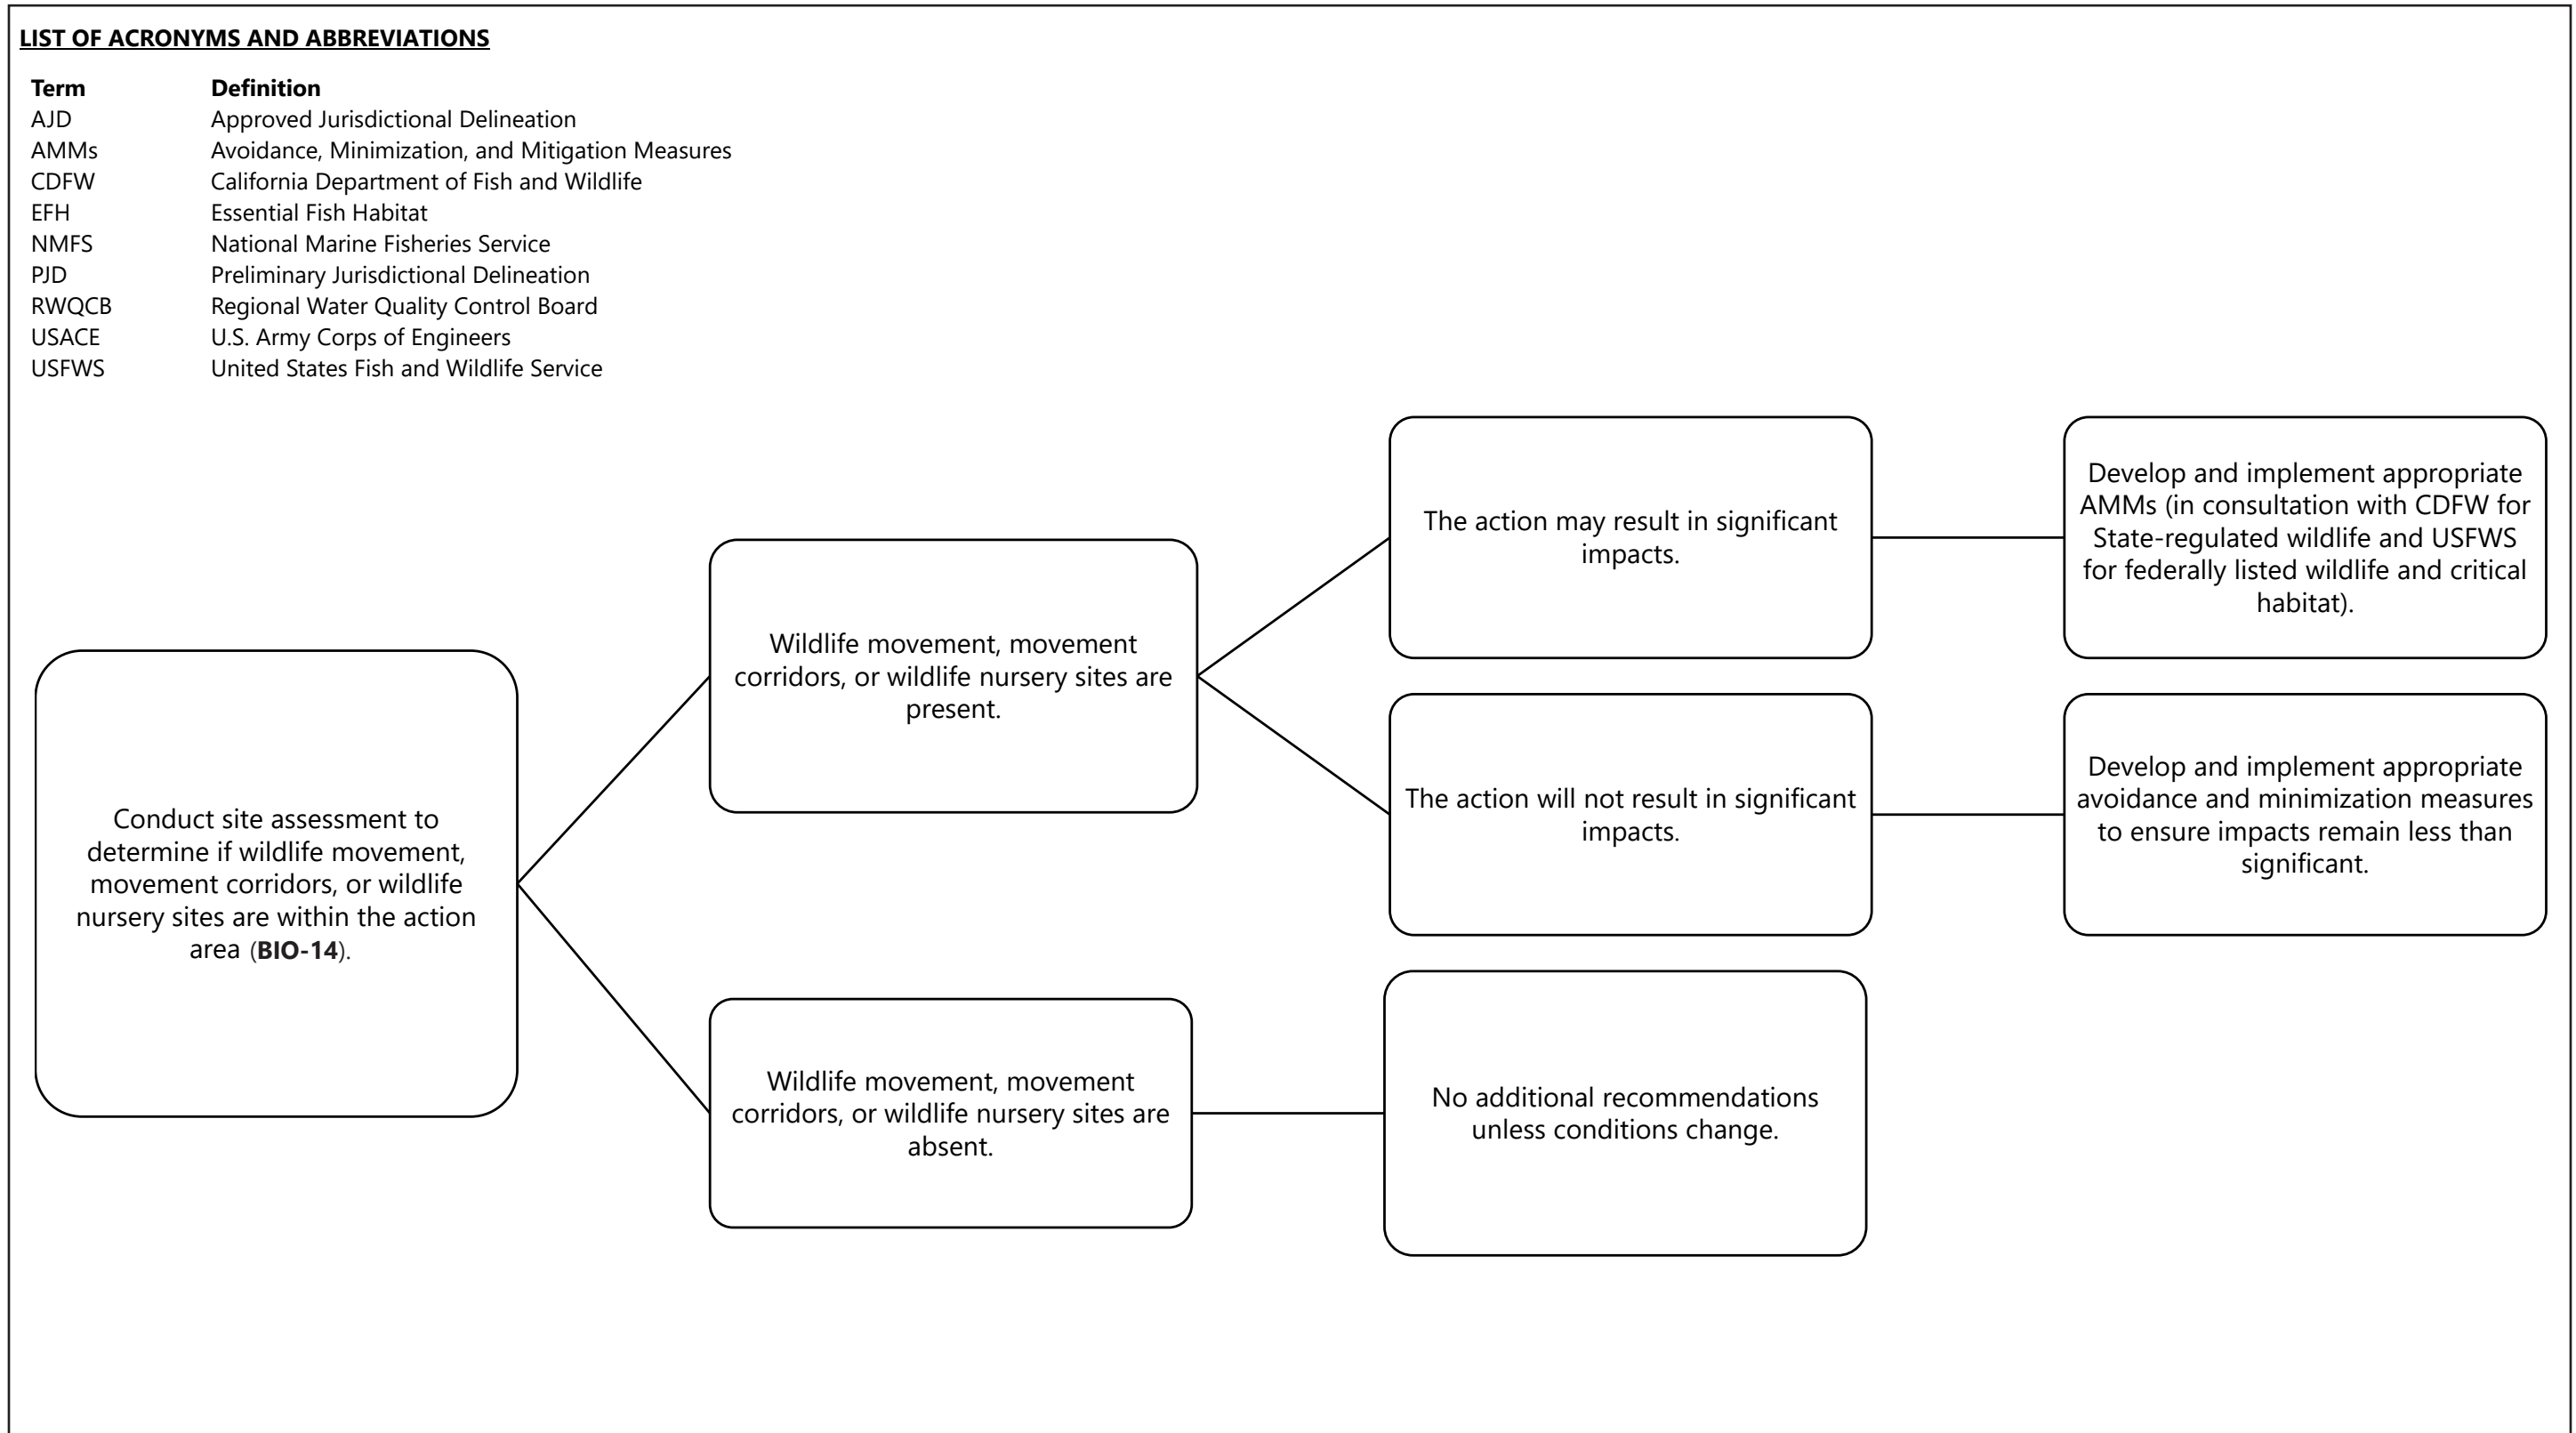 LIST OF ACRONYMS AND ABBREVIATIONS
Term Definition
AJD Approved Jurisdictional Delineation
AMMs Avoidance, Minimization, and Mitigation Measures
CDFW California Department of Fish and Wildlife
EFH Essential Fish Habitat
NMFS National Marine Fisheries Service
PJD Preliminary Jurisdictional Delineation
RWQCB Regional Water Quality Control Board
USACE U.S. Army Corps of Engineers
USFWS United States Fish and Wildlife Service
Conduct site assessment to
determine if wildlife movement,
movement corridors, or wildlife
nursery sites are within the action
area (BIO-14).
Wildlife movement, movement
corridors, or wildlife nursery sites are
present.
The action may result in significant
impacts.
Develop and implement appropriate
AMMs (in consultation with CDFW for
State-regulated wildlife and USFWS
for federally listed wildlife and critical
habitat).
The action will not result in significant
impacts.
Develop and implement appropriate
avoidance and minimization measures
to ensure impacts remain less than
significant.
Wildlife movement, movement
corridors, or wildlife nursery sites are
absent.
No additional recommendations
unless conditions change.